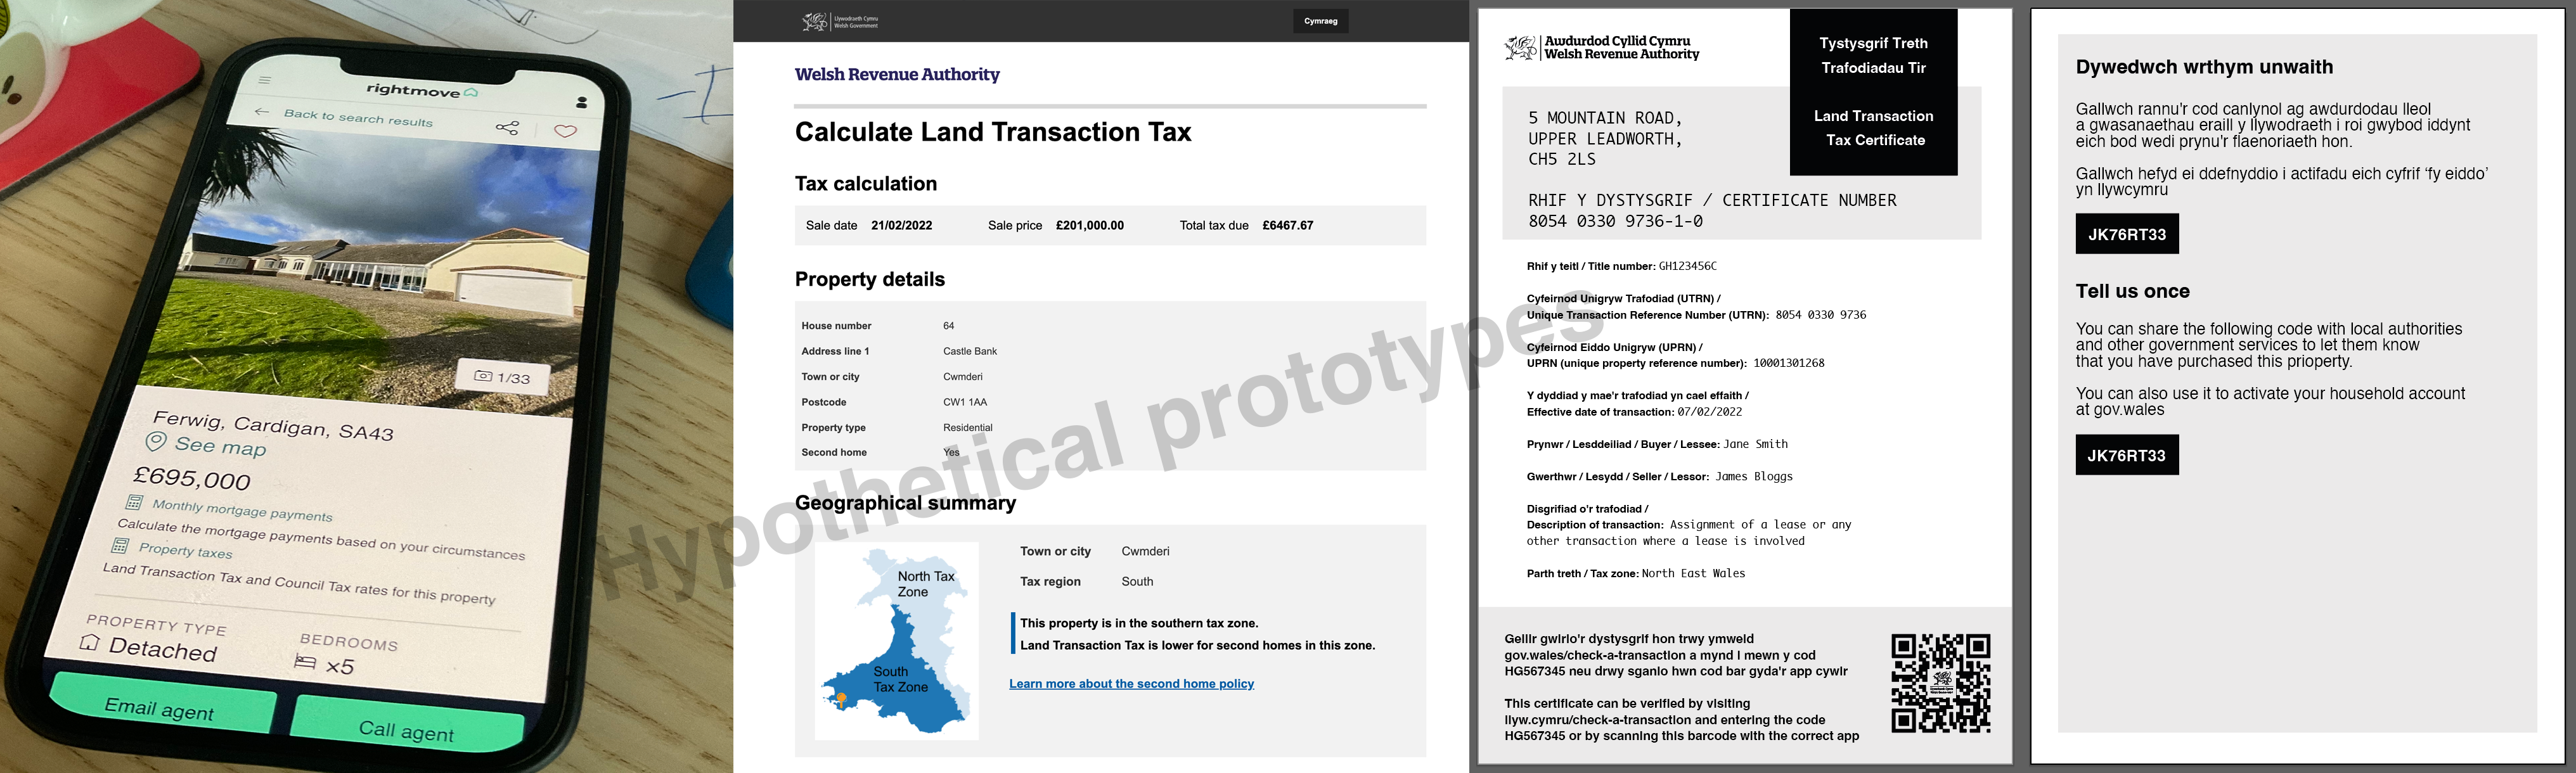 rightmove
Back to search results
1/33
Ferwig, Cardigan, SA43
See map
£695,000
Monthly mortgage payments
Calculate the mortgage payments based on your circumstances
Property taxes
Land Transaction Tax and Council Tax rates for this property
PROPERTY TYPE
Detached
BEDROOMS
×5
Email agent
Call agent
Llywodraeth Cymru
Welsh Government
Cymraeg
Welsh Revenue Authority
Calculate Land Transaction Tax
Tax calculation
Sale date 21/02/2022 Sale price £201,000.00 Total tax due £6467.67
Property details
House number 64
Address line 1 Castle Bank
Town or city Cwmderi
Postcode CW1 1AA
Property type Residential
Second home Yes
Geographical summary
North Tax
Zone
South
Tax Zone
Town or city Cwmderi
Tax region South
This property is in the southern tax zone.
Land Transaction Tax is lower for second homes in this zone.
Learn more about the second home policy
Hypothetical prototypes
Awdurdod Cyllid Cymru
Welsh Revenue Authority
Tystysgrif Treth
Trafodiadau Tir
Land Transaction
Tax Certificate
5 MOUNTAIN ROAD,
UPPER LEADWORTH,
CH5 2LS
RHIF Y DYSTYSGRIF / CERTIFICATE NUMBER
8054 0330 9736-1-0
Rhif y teitl / Title number: GH123456C
Cyfeirnod Unigryw Trafodiad (UTRN) /
Unique Transaction Reference Number (UTRN): 8054 0330 9736
Cyfeirnod Eiddo Unigryw (UPRN) /
UPRN (unique property reference number): 10001301268
Y dyddiad y mae'r trafodiad yn cael effaith /
Effective date of transaction: 07/02/2022
Prynwr / Lesddeiliad / Buyer / Lessee: Jane Smith
Gwerthwr / Lesydd / Seller / Lessor: James Bloggs
Disgrifiad o'r trafodiad /
Description of transaction: Assignment of a lease or any
other transaction where a lease is involved
Parth treth / Tax zone: North East Wales
Gellir gwirio'r dystysgrif hon trwy ymweld
gov.wales/check-a-transaction a mynd i mewn y cod
HG567345 neu drwy sganio hwn cod bar gyda'r app cywir
This certificate can be verified by visiting
llyw.cymru/check-a-transaction and entering the code
HG567345 or by scanning this barcode with the correct app
Dywedwch wrthym unwaith
Gallwch rannu'r cod canlynol ag awdurdodau lleol
a gwasanaethau eraill y llywodraeth i roi gwybod iddynt
eich bod wedi prynu'r flaenoriaeth hon.
Gallwch hefyd ei ddefnyddio i actifadu eich cyfrif ‘fy eiddo’
yn llywcymru
JK76RT33
Tell us once
You can share the following code with local authorities
and other government services to let them know
that you have purchased this prioperty.
You can also use it to activate your household account
at gov.wales
JK76RT33